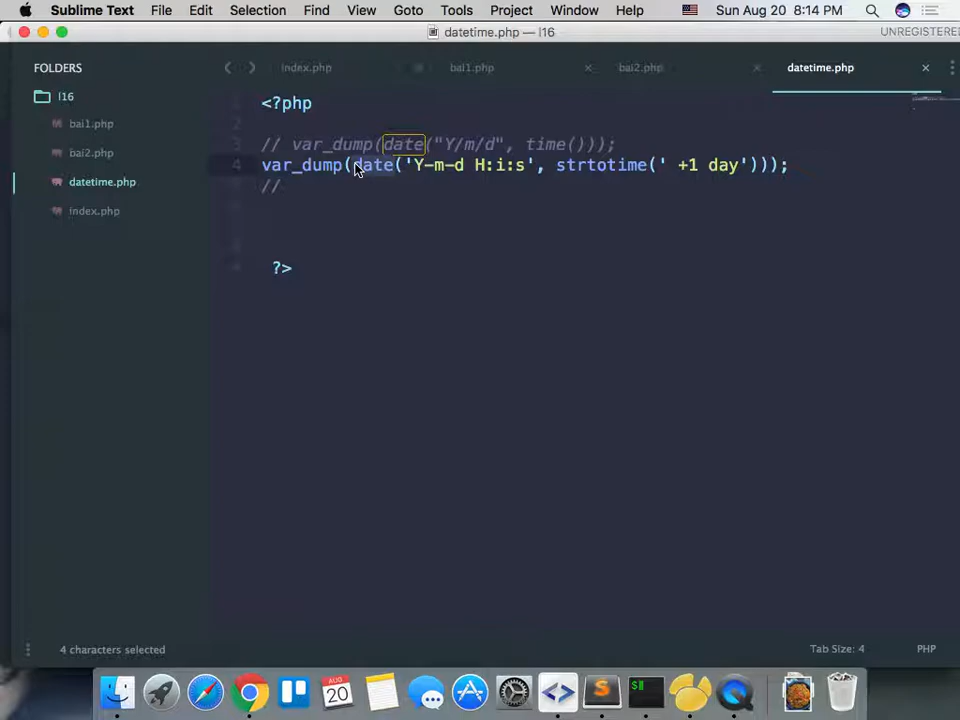 Sublime Text File Edit Selection Find View Goto Tools Project Window Help Sun Aug 20 8:14 PM
datetime.php — l16 UNREGISTERED
FOLDERS
l16
bai1.php
bai2.php
datetime.php
index.php
index.php bai1.php bai2.php datetime.php
<?php
3 // var_dump(date("Y/m/d", time()));
4 var_dump(date('Y-m-d H:i:s', strtotime(' +1 day')));
//
?>
4 characters selected Tab Size: 4 PHP
AUG
20